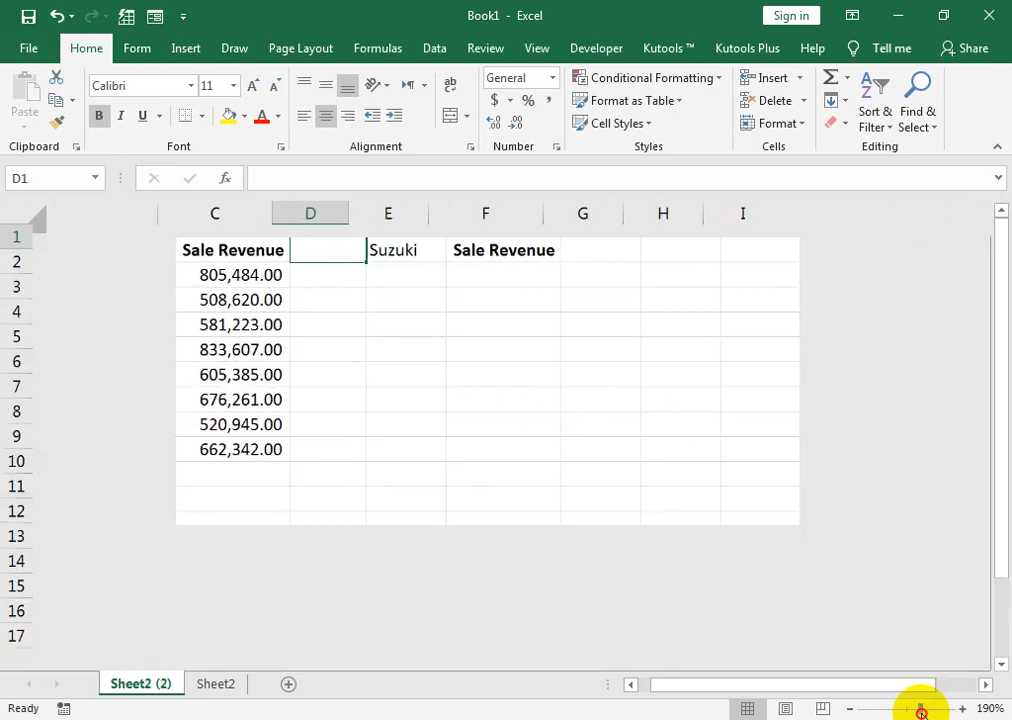 Book1 - Excel
Sign in
File Home Form Insert Draw Page Layout Formulas Data Review View Developer Kutools ™ Kutools Plus Help Tell me Share
Paste
Calibri 11
B I U
General
$ % ,
Conditional Formatting
Format as Table
Cell Styles
Insert
Delete
Format
Sort & Filter
Find & Select
Clipboard Font Alignment Number Styles Cells Editing
D1 fx
C D E F G H I
1 Sale Revenue Suzuki Sale Revenue
2 805,484.00
3 508,620.00
4 581,223.00
5 833,607.00
6 605,385.00
7 676,261.00
8 520,945.00
9 662,342.00
10
11
12
13
14
15
16
17
Sheet2 (2) Sheet2
Ready 190%